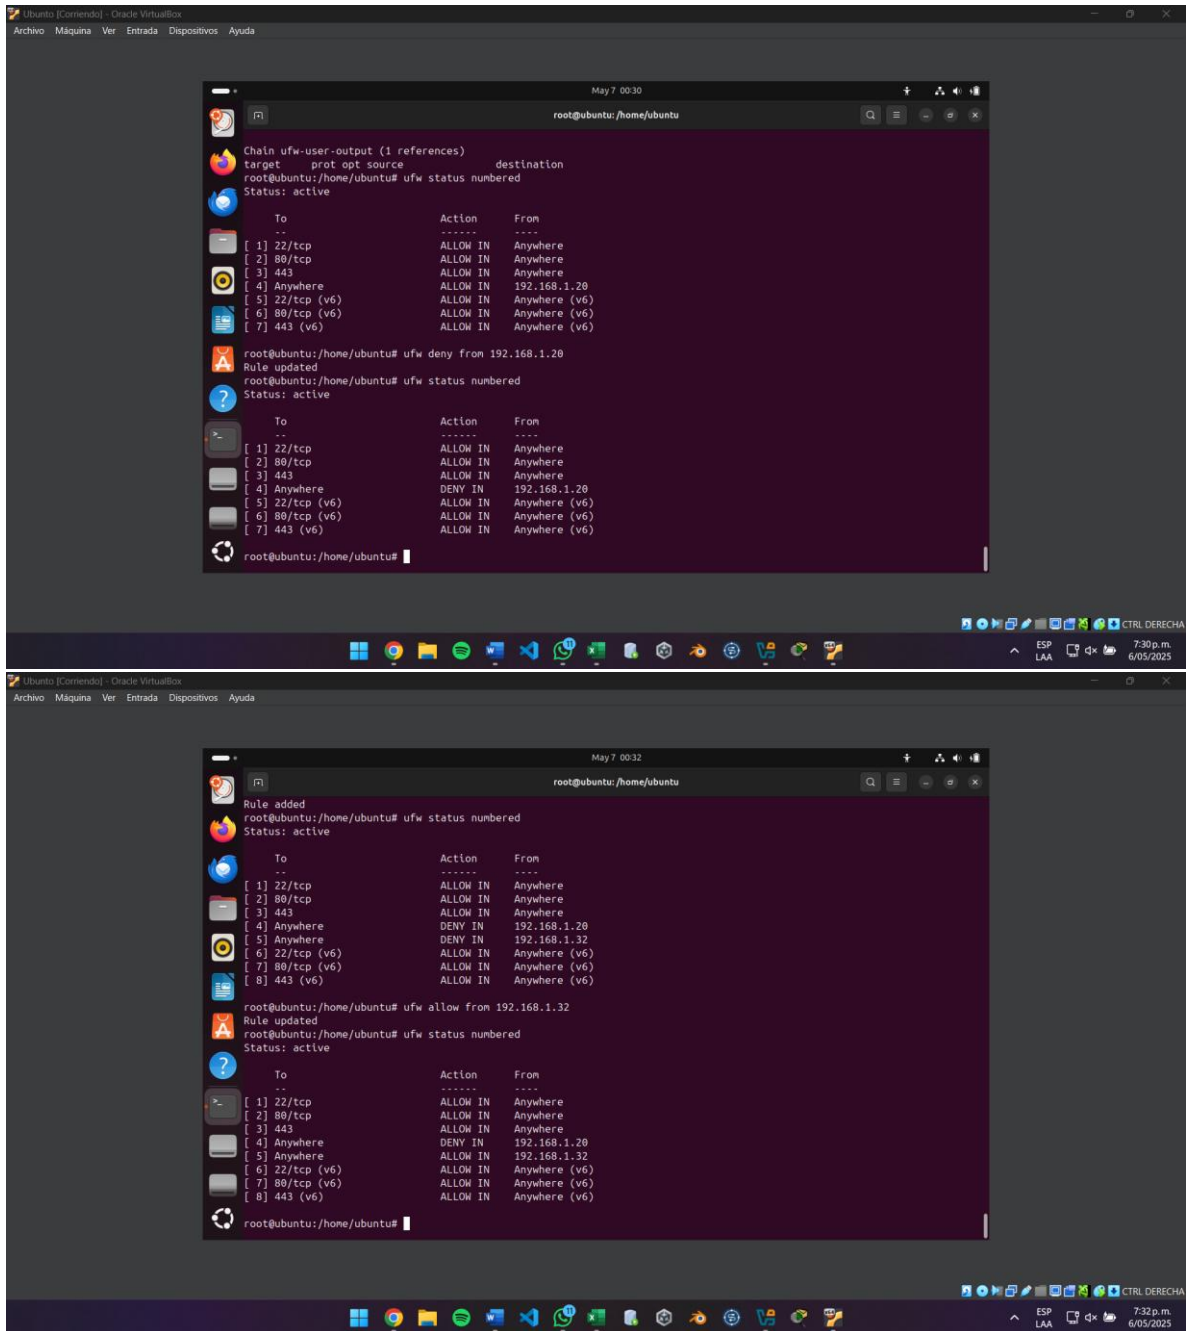 Ubunto [Corriendo] - Oracle VirtualBox
Archivo Máquina Ver Entrada Dispositivos Ayuda
May 7 00:30
root@ubuntu: /home/ubuntu
Chain ufw-user-output (1 references)
target prot opt source destination
root@ubuntu:/home/ubuntu# ufw status numbered
Status: active
To Action From
-- ------ ----
[ 1] 22/tcp ALLOW IN Anywhere
[ 2] 80/tcp ALLOW IN Anywhere
[ 3] 443 ALLOW IN Anywhere
[ 4] Anywhere ALLOW IN 192.168.1.20
[ 5] 22/tcp (v6) ALLOW IN Anywhere (v6)
[ 6] 80/tcp (v6) ALLOW IN Anywhere (v6)
[ 7] 443 (v6) ALLOW IN Anywhere (v6)
root@ubuntu:/home/ubuntu# ufw deny from 192.168.1.20
Rule updated
root@ubuntu:/home/ubuntu# ufw status numbered
Status: active
To Action From
-- ------ ----
[ 1] 22/tcp ALLOW IN Anywhere
[ 2] 80/tcp ALLOW IN Anywhere
[ 3] 443 ALLOW IN Anywhere
[ 4] Anywhere DENY IN 192.168.1.20
[ 5] 22/tcp (v6) ALLOW IN Anywhere (v6)
[ 6] 80/tcp (v6) ALLOW IN Anywhere (v6)
[ 7] 443 (v6) ALLOW IN Anywhere (v6)
root@ubuntu:/home/ubuntu#
CTRL DERECHA
ESP 7:30 p.m.
LAA 6/05/2025
Ubunto [Corriendo] - Oracle VirtualBox
Archivo Máquina Ver Entrada Dispositivos Ayuda
May 7 00:32
root@ubuntu: /home/ubuntu
Rule added
root@ubuntu:/home/ubuntu# ufw status numbered
Status: active
To Action From
-- ------ ----
[ 1] 22/tcp ALLOW IN Anywhere
[ 2] 80/tcp ALLOW IN Anywhere
[ 3] 443 ALLOW IN Anywhere
[ 4] Anywhere DENY IN 192.168.1.20
[ 5] Anywhere DENY IN 192.168.1.32
[ 6] 22/tcp (v6) ALLOW IN Anywhere (v6)
[ 7] 80/tcp (v6) ALLOW IN Anywhere (v6)
[ 8] 443 (v6) ALLOW IN Anywhere (v6)
root@ubuntu:/home/ubuntu# ufw allow from 192.168.1.32
Rule updated
root@ubuntu:/home/ubuntu# ufw status numbered
Status: active
To Action From
-- ------ ----
[ 1] 22/tcp ALLOW IN Anywhere
[ 2] 80/tcp ALLOW IN Anywhere
[ 3] 443 ALLOW IN Anywhere
[ 4] Anywhere DENY IN 192.168.1.20
[ 5] Anywhere ALLOW IN 192.168.1.32
[ 6] 22/tcp (v6) ALLOW IN Anywhere (v6)
[ 7] 80/tcp (v6) ALLOW IN Anywhere (v6)
[ 8] 443 (v6) ALLOW IN Anywhere (v6)
root@ubuntu:/home/ubuntu#
CTRL DERECHA
ESP 7:32 p.m.
LAA 6/05/2025